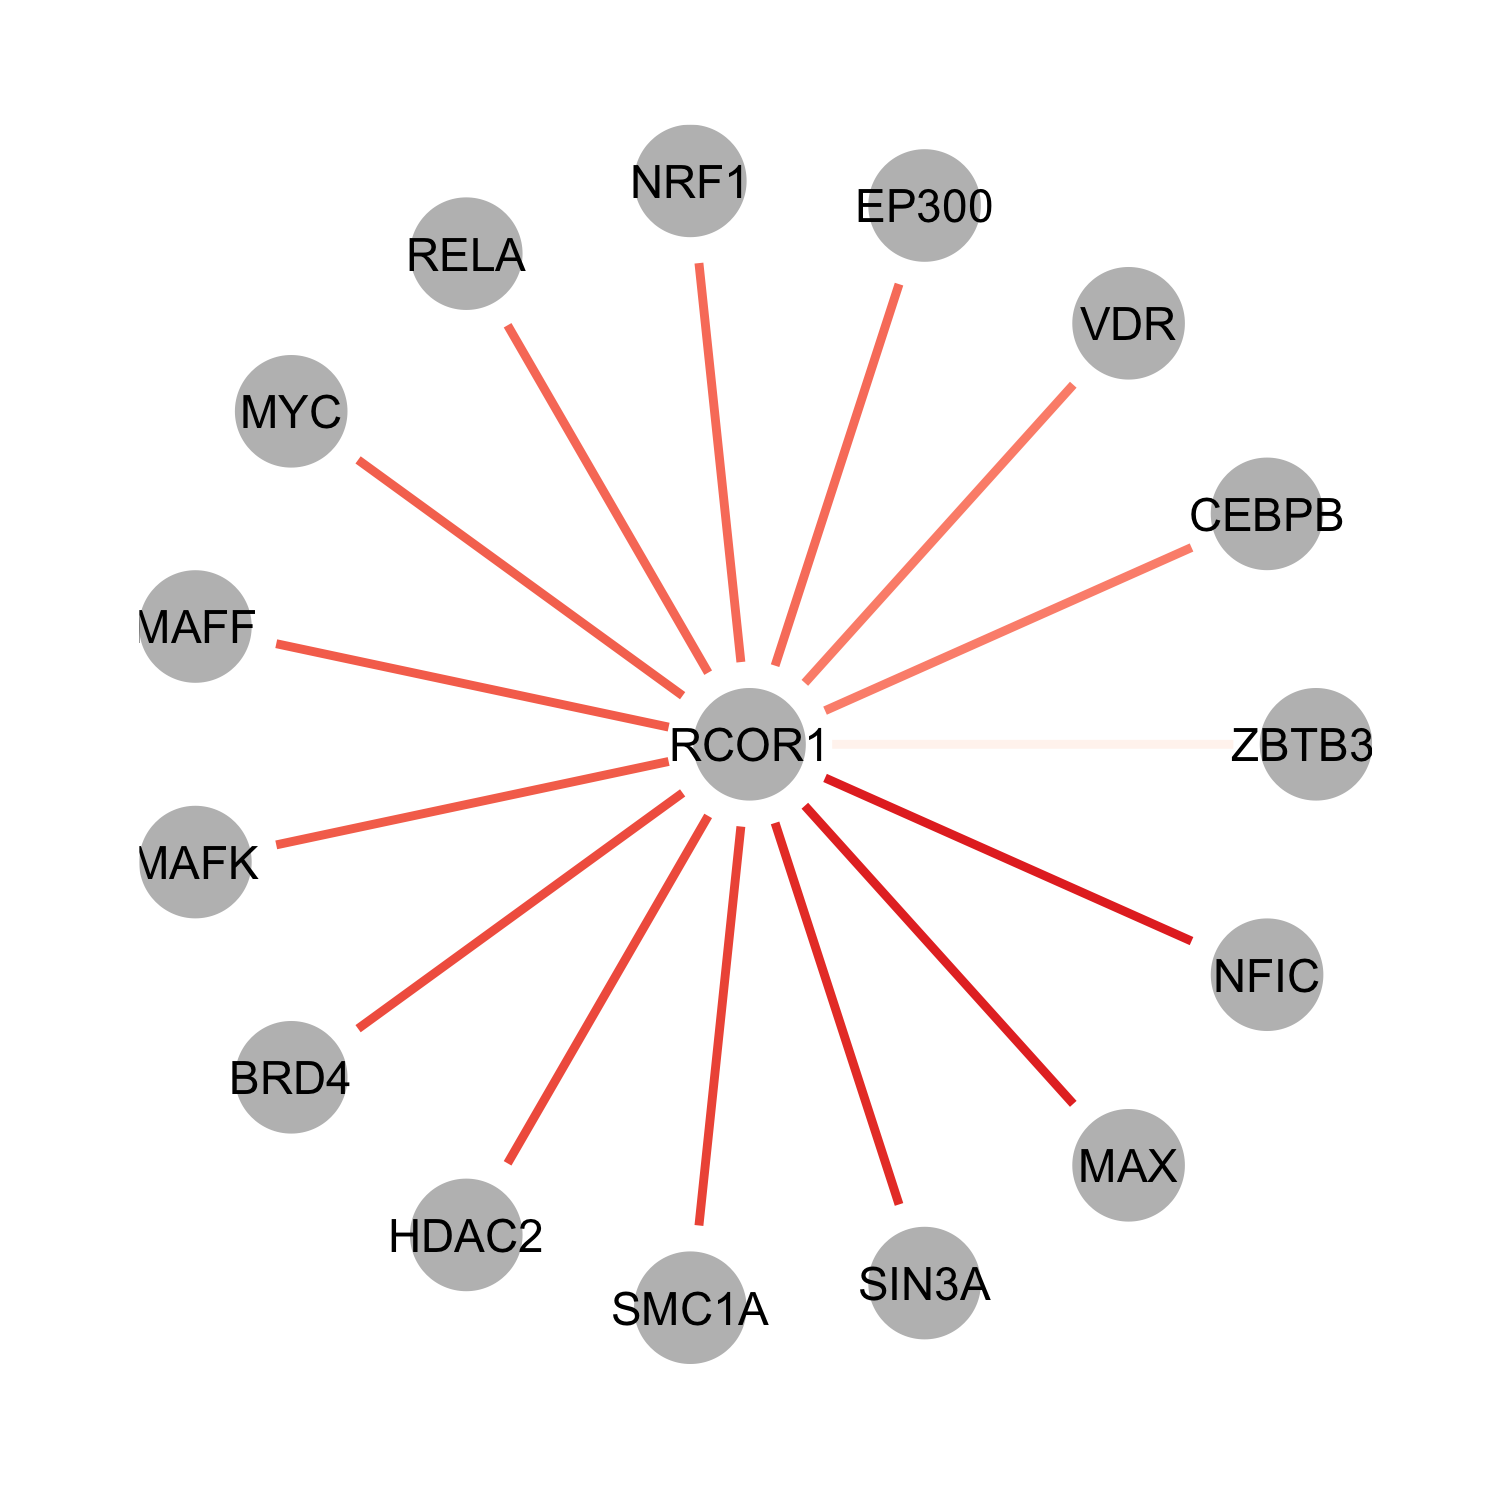 NRF1
EP300
RELA
VDR
MYC
CEBPB
MAFF
RCOR1
ZBTB3
MAFK
NFIC
BRD4
MAX
HDAC2
SIN3A
SMC1A